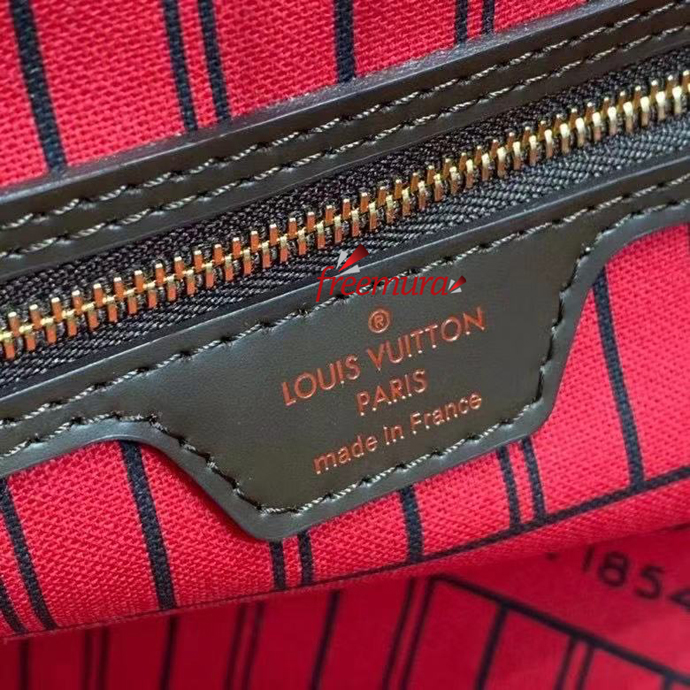 freemura
®
LOUIS VUITTON
PARIS
made in France
1854